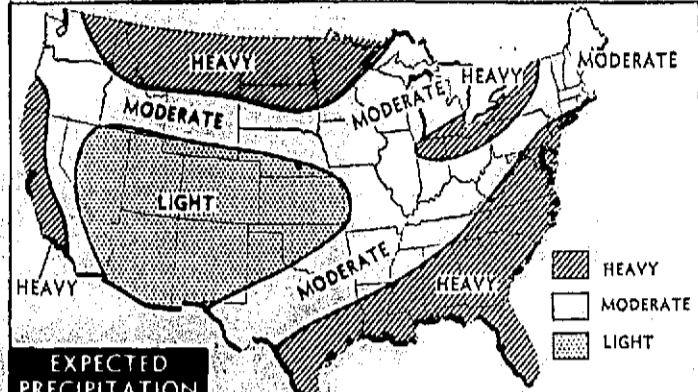 HEAVY
MODERATE
HEAVY
MODERATE
MODERATE
LIGHT
MODERATE
HEAVY
HEAVY
HEAVY
MODERATE
LIGHT
EXPECTED
PRECIPITATION